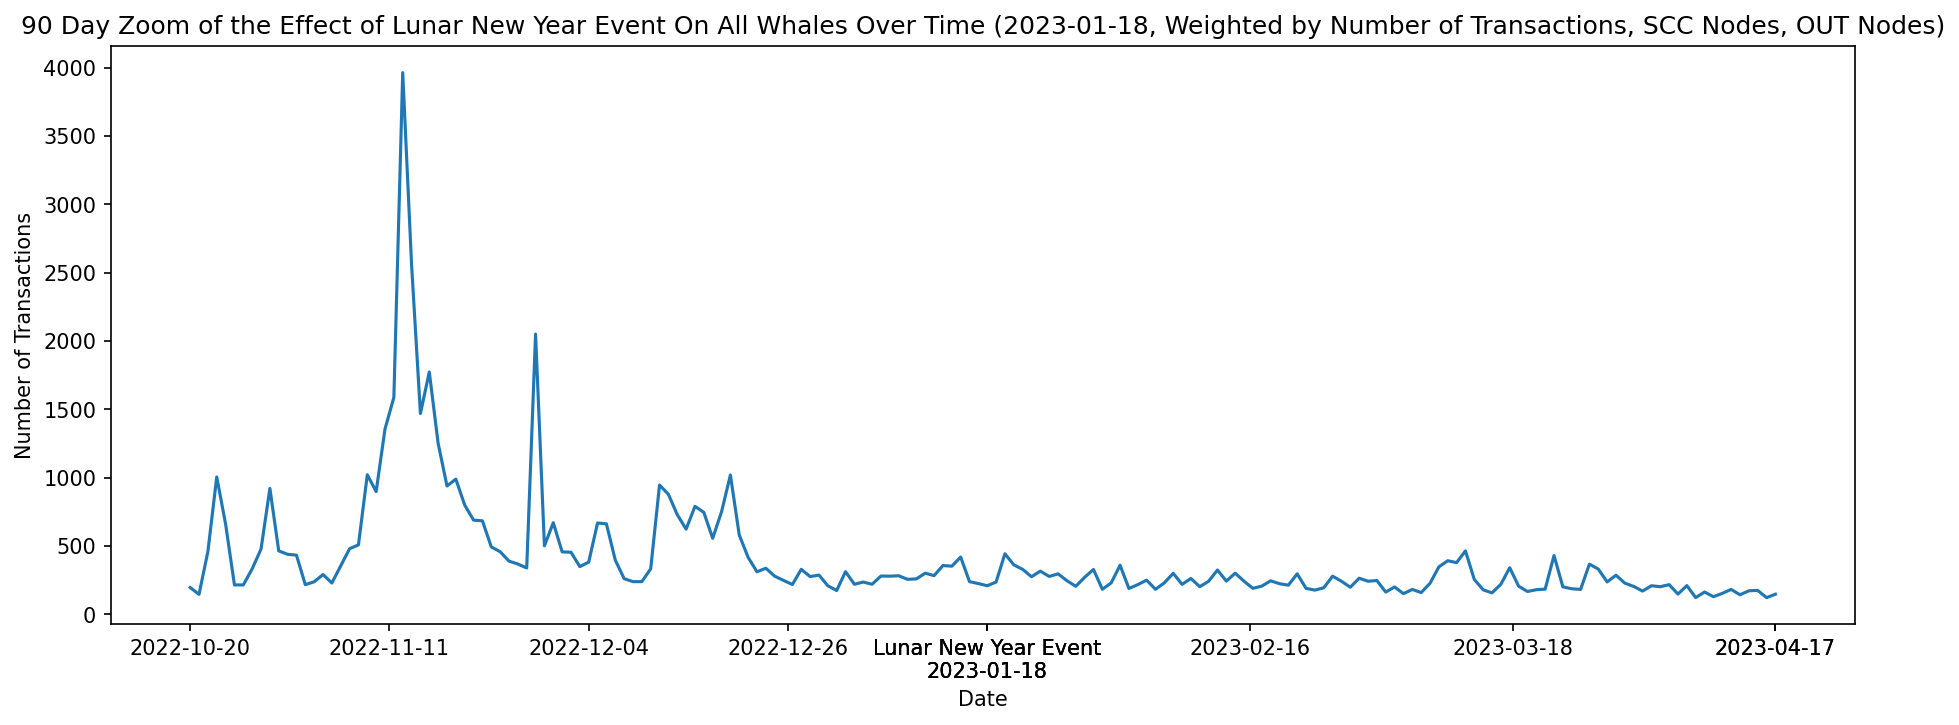 90 Day Zoom of the Effect of Lunar New Year Event On All Whales Over Time (2023-01-18, Weighted by Number of Transactions, SCC Nodes, OUT Nodes)
Number of Transactions
4000
3500
3000
2500
2000
1500
1000
500
0
2022-10-20 2022-11-11 2022-12-04 2022-12-26 Lunar New Year Event 2023-02-16 2023-03-18 2023-04-17
2023-01-18
Date